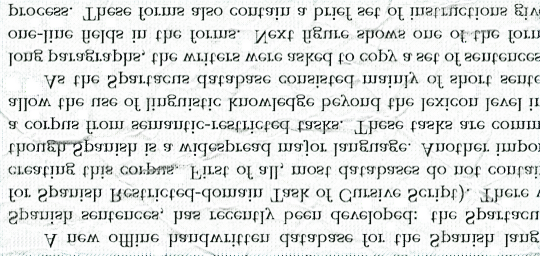 A new offline handwritten database for the Spanish lang
Spanish sentences, has recently been developed: the Spartacu
for Spanish Restricted-domain Task of Cursive Script). There
creating this corpus. First of all, most databases do not contai
though Spanish is a widespread major language. Another impor
a corpus from semantic-restricted tasks. These tasks are comm
allow the use of linguistic knowledge beyond the lexicon level in
As the Spartacus database consisted mainly of short sente
long paragraphs, the writers were asked to copy a set of sentences
one-line fields in the forms. Next figure shows one of the form
process. These forms also contain a brief set of instructions giv